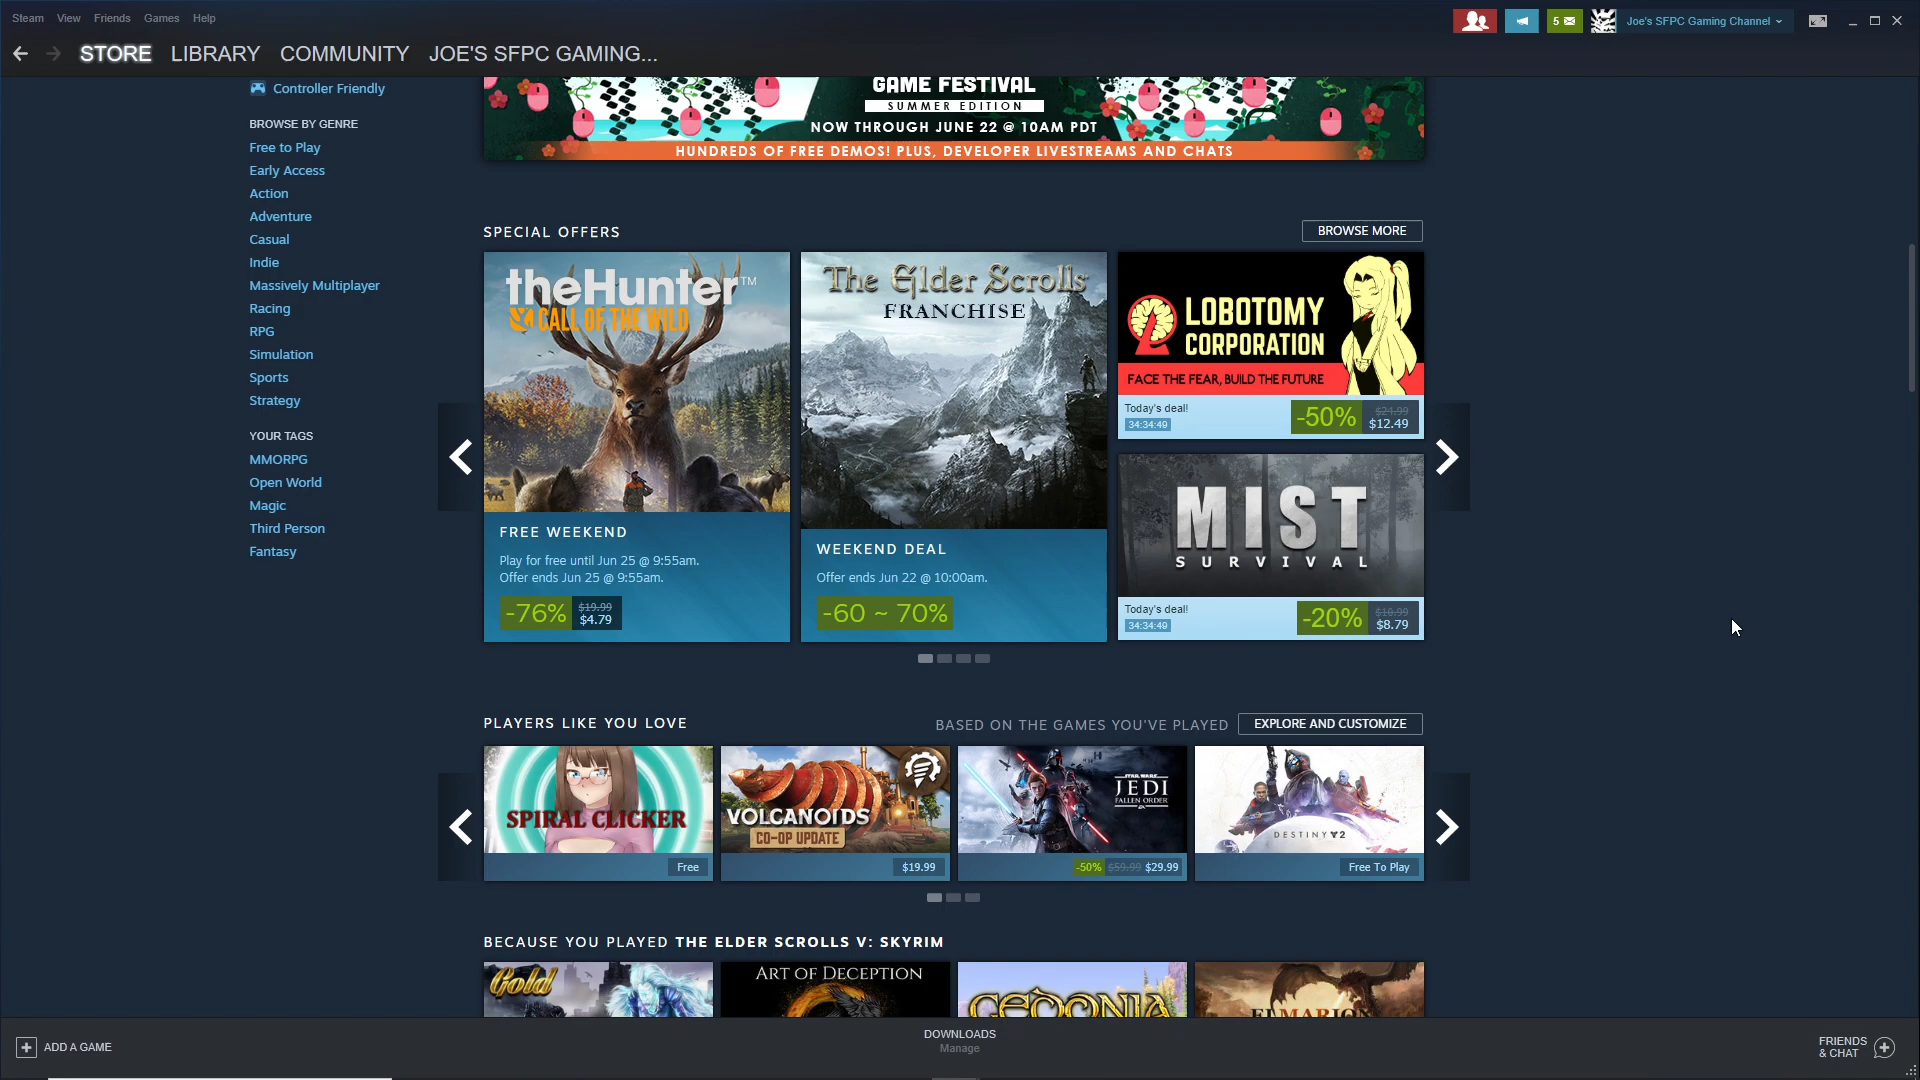 Steam View Friends Games Help
5
Joe's SFPC Gaming Channel
STORE LIBRARY COMMUNITY JOE'S SFPC GAMING...
Controller Friendly
BROWSE BY GENRE
Free to Play
Early Access
Action
Adventure
Casual
Indie
Massively Multiplayer
Racing
RPG
Simulation
Sports
Strategy
YOUR TAGS
MMORPG
Open World
Magic
Third Person
Fantasy
GAME FESTIVAL
SUMMER EDITION
NOW THROUGH JUNE 22 @ 10AM PDT
HUNDREDS OF FREE DEMOS! PLUS, DEVELOPER LIVESTREAMS AND CHATS
SPECIAL OFFERS
BROWSE MORE
theHunter™
CALL OF THE WILD
FREE WEEKEND
Play for free until Jun 25 @ 9:55am.
Offer ends Jun 25 @ 9:55am.
-76% $19.99
$4.79
The Elder Scrolls
FRANCHISE
WEEKEND DEAL
Offer ends Jun 22 @ 10:00am.
-60 ~ 70%
LOBOTOMY
CORPORATION
FACE THE FEAR, BUILD THE FUTURE
Today's deal!
34:34:49
-50% $24.99
$12.49
MIST
SURVIVAL
Today's deal!
34:34:49
-20% $10.99
$8.79
PLAYERS LIKE YOU LOVE
BASED ON THE GAMES YOU'VE PLAYED
EXPLORE AND CUSTOMIZE
SPIRAL CLICKER
Free
VOLCANOIDS
CO-OP UPDATE
$19.99
STAR WARS
JEDI
FALLEN ORDER
-50% $59.99 $29.99
DESTINY 2
Free To Play
BECAUSE YOU PLAYED THE ELDER SCROLLS V: SKYRIM
Gold
ART OF DECEPTION
GEDONIA
ELMARION
ADD A GAME
DOWNLOADS
Manage
FRIENDS
& CHAT